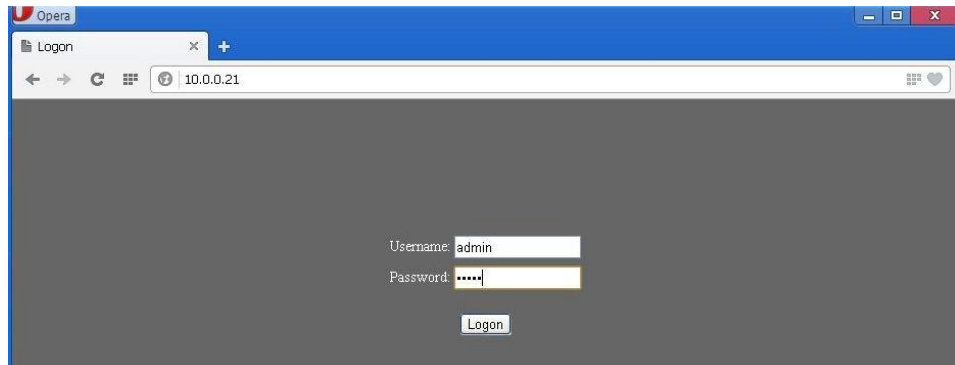 Opera
Logon
10.0.0.21
Username: admin
Password: •••••
Logon